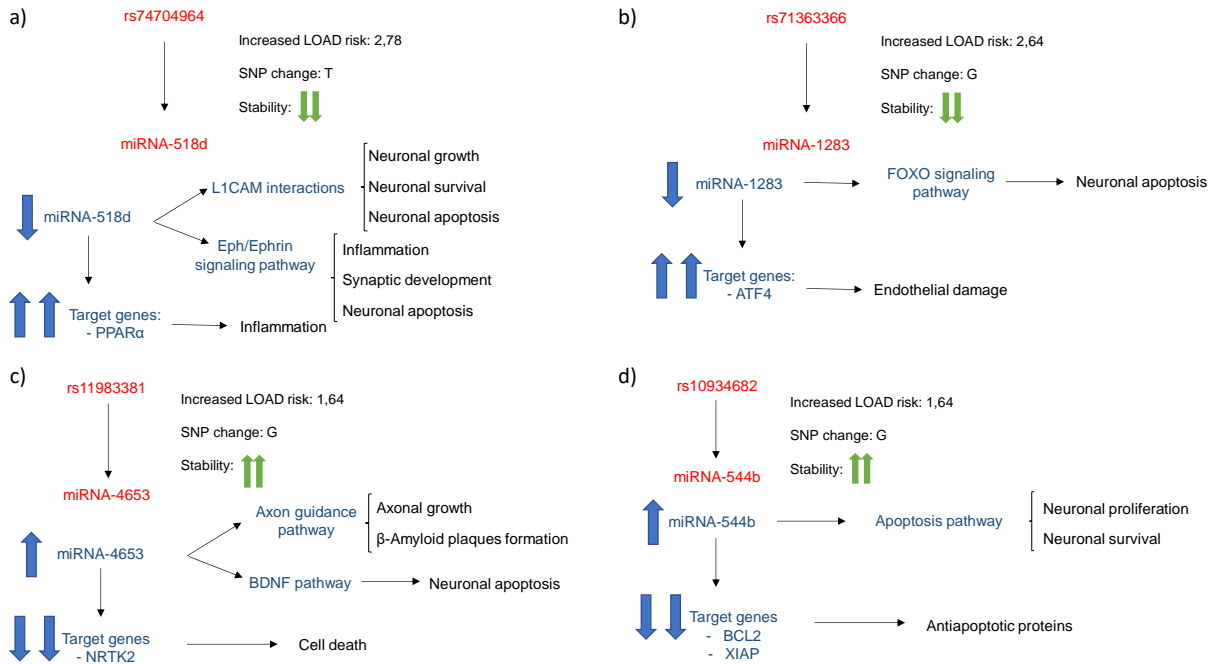 a)
rs74704964
Increased LOAD risk: 2,78
SNP change: T
Stability:
miRNA-518d
Neuronal growth
L1CAM interactions
Neuronal survival
Neuronal apoptosis
miRNA-518d
Eph/Ephrin
signaling pathway
Inflammation
Synaptic development
Neuronal apoptosis
Target genes:
- PPARα
Inflammation
b)
rs71363366
Increased LOAD risk: 2,64
SNP change: G
Stability:
miRNA-1283
miRNA-1283
FOXO signaling
pathway
Neuronal apoptosis
Target genes:
- ATF4
Endothelial damage
c)
rs11983381
Increased LOAD risk: 1,64
SNP change: G
Stability:
miRNA-4653
Axon guidance
pathway
Axonal growth
β-Amyloid plaques formation
miRNA-4653
BDNF pathway
Neuronal apoptosis
Target genes
- NRTK2
Cell death
d)
rs10934682
Increased LOAD risk: 1,64
SNP change: G
Stability:
miRNA-544b
miRNA-544b
Apoptosis pathway
Neuronal proliferation
Neuronal survival
Target genes
- BCL2
- XIAP
Antiapoptotic proteins